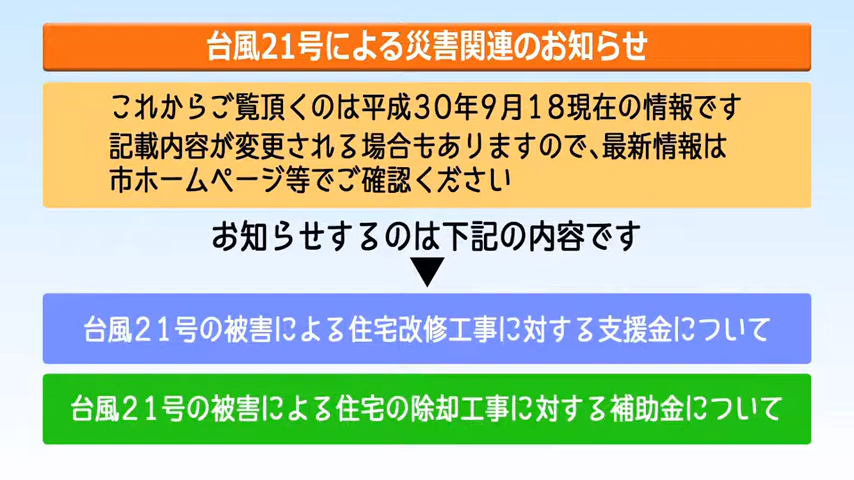 台風21号による災害関連のお知らせ
これからご覧頂くのは平成30年9月18現在の情報です
記載内容が変更される場合もありますので、最新情報は
市ホームページ等でご確認ください
お知らせするのは下記の内容です
▼
台風21号の被害による住宅改修工事に対する支援金について
台風21号の被害による住宅の除却工事に対する補助金について